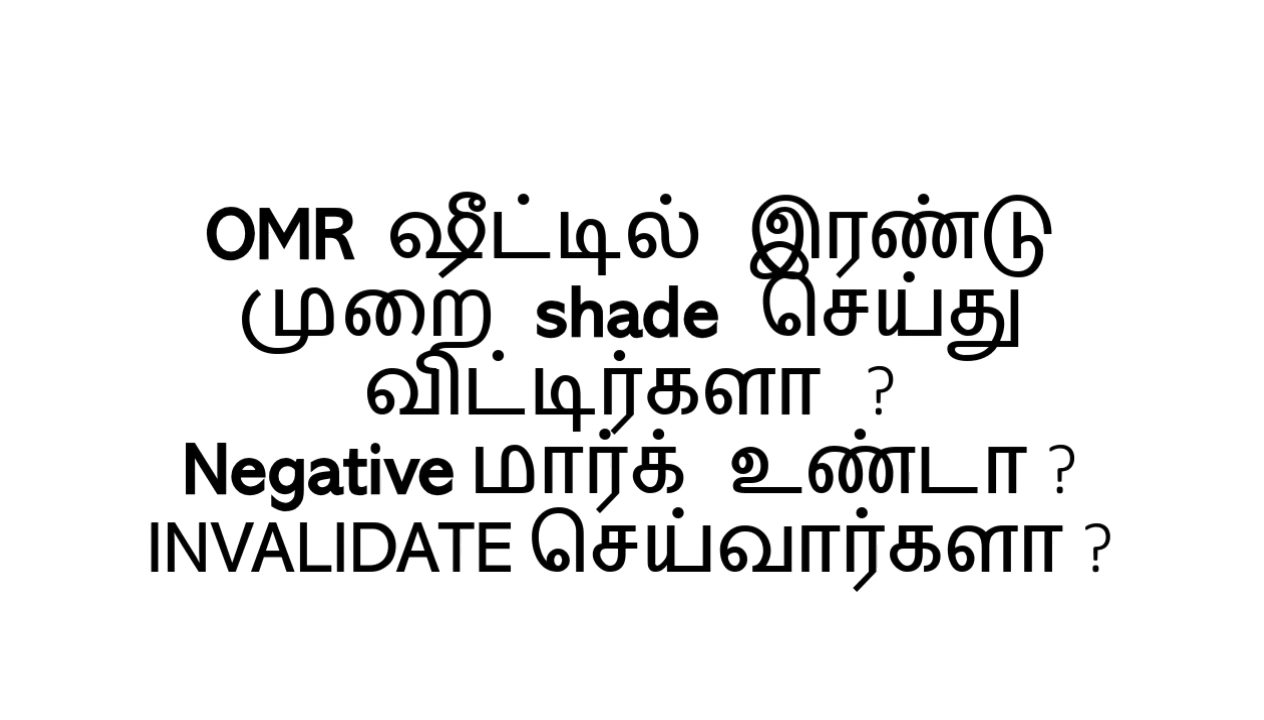 OMR ஷீட்டில் இரண்டு
முறை shade செய்து
விட்டிர்களா ?
Negative மார்க் உண்டா ?
INVALIDATE செய்வார்களா ?